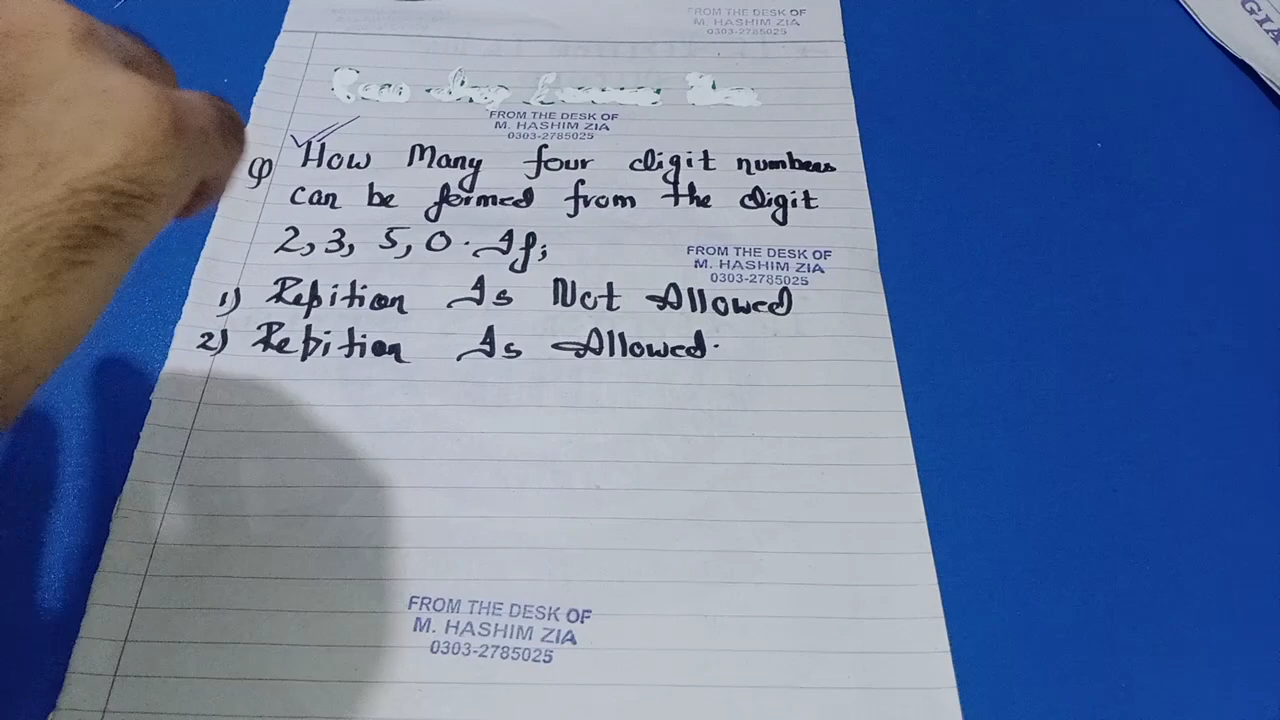 FROM THE DESK OF
M. HASHIM ZIA
0303-2785025
FROM THE DESK OF
M. HASHIM ZIA
0303-2785025
Q How Many four digit numbers
can be formed from the digit
2, 3, 5, 0. If;
FROM THE DESK OF
M. HASHIM ZIA
0303-2785025
1) Repition Is Not Allowed
2) Repition Is Allowed.
FROM THE DESK OF
M. HASHIM ZIA
0303-2785025